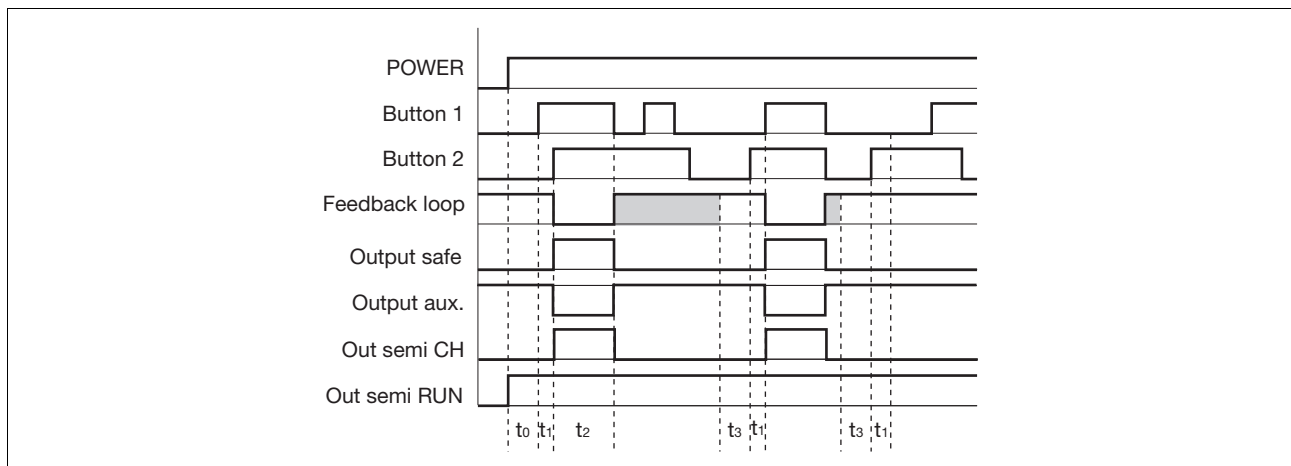 POWER
Button 1
Button 2
Feedback loop
Output safe
Output aux.
Out semi CH
Out semi RUN
t0 t1 t2 t3 t1 t3 t1